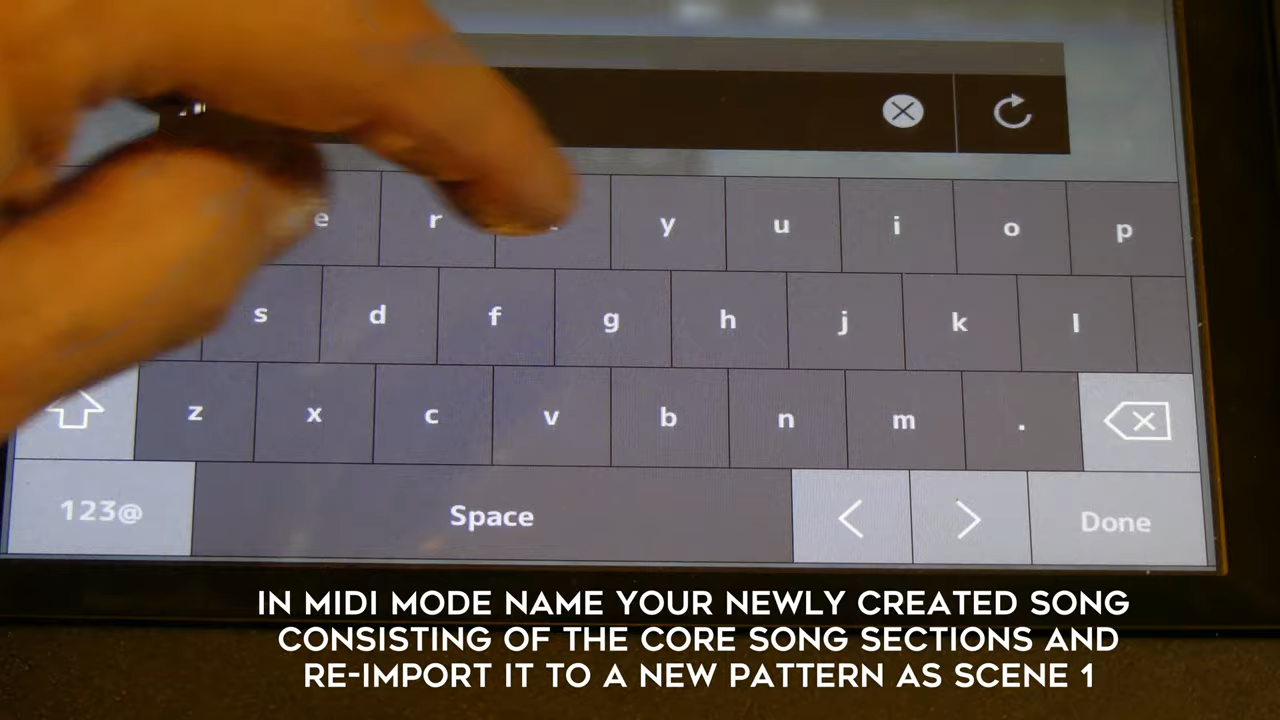 e r y u i o p
s d f g h j k l
z x c v b n m .
123@ Space < > Done
IN MIDI MODE NAME YOUR NEWLY CREATED SONG
CONSISTING OF THE CORE SONG SECTIONS AND
RE-IMPORT IT TO A NEW PATTERN AS SCENE 1